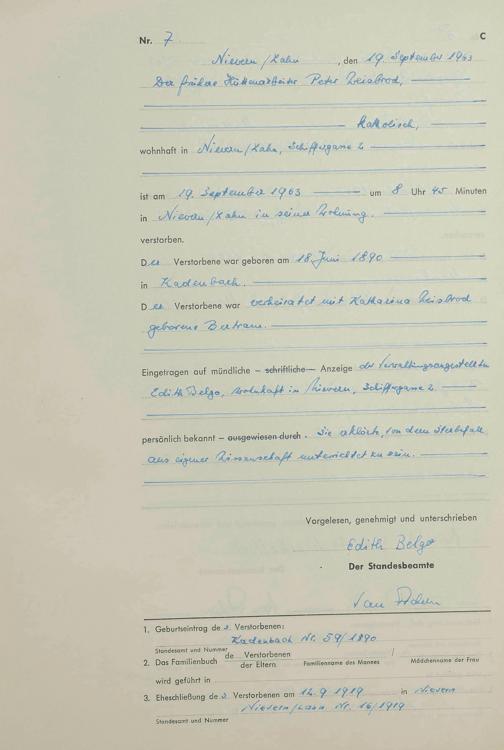 Nr. 7 C
Nievern/Lahn, den 19. September 1963
Der frühere Hüttenarbeiter Peter Zeisbrod,
katholisch,
wohnhaft in Nievern/Lahn, Schiffergasse 2
ist am 19. September 1963 um 8 Uhr 45 Minuten
in Nievern/Lahn in seiner Wohnung.
verstorben.
Der Verstorbene war geboren am 18. Juni 1890
in Kadenbach.
Der Verstorbene war verheiratet mit Katharina Zeisbrod
geborene Bertram.
Eingetragen auf mündliche – schriftliche – Anzeige der Verwaltungsangestellten
Edith Belgo, wohnhaft in Nievern, Schiffergasse 2.
persönlich bekannt – ausgewiesen durch . Sie erklärte, von dem Sterbefall
aus eigener Wissenschaft unterrichtet zu sein.
Vorgelesen, genehmigt und unterschrieben
Edith Belgo
Der Standesbeamte
1. Geburtseintrag des Verstorbenen:
Kadenbach Nr. 59/1890
Standesamt und Nummer
2. Das Familienbuch de Verstorbenen / der Eltern Familienname des Mannes / Mädchenname der Frau
wird geführt in
3. Eheschließung des Verstorbenen am 12.9.1919 in Nievern
Nievern/Lahn Nr. 16/1919
Standesamt und Nummer